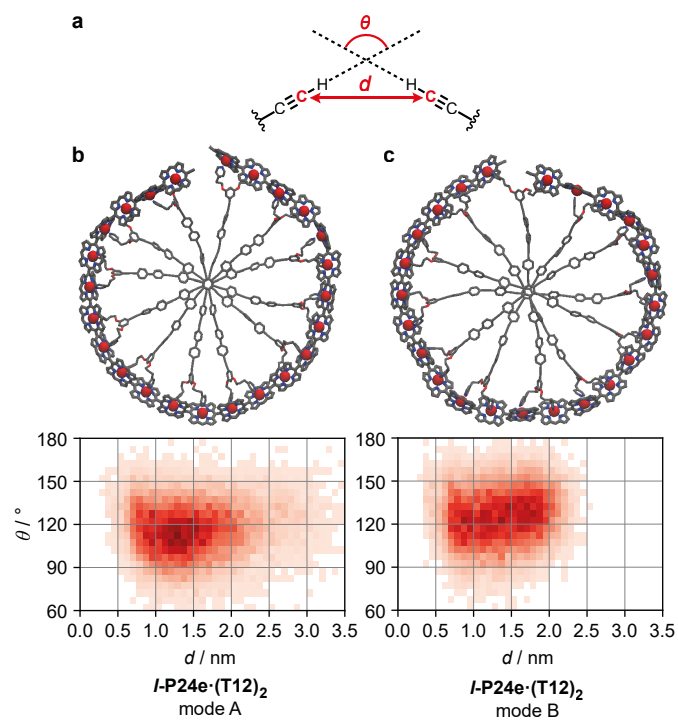 a
θ
H d H
C≡C C≡C
b c
180 180
150 150
120 120
θ / °
90 90
60 60
0.0 0.5 1.0 1.5 2.0 2.5 3.0 3.5 0.0 0.5 1.0 1.5 2.0 2.5 3.0 3.5
d / nm d / nm
l-P24e·(T12)₂ l-P24e·(T12)₂
mode A mode B